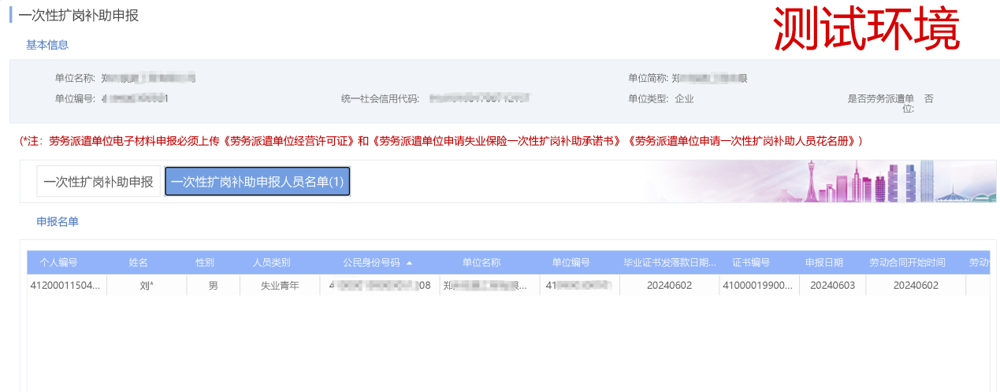 一次性扩岗补助申报
测试环境
基本信息
单位名称: 郑
单位简称: 郑
单位编号: 4
统一社会信用代码:
单位类型: 企业
是否劳务派遣单位: 否
(*注：劳务派遣单位电子材料申报必须上传《劳务派遣单位经营许可证》和《劳务派遣单位申请失业保险一次性扩岗补助承诺书》《劳务派遣单位申请一次性扩岗补助人员花名册》)
一次性扩岗补助申报 一次性扩岗补助申报人员名单(1)
申报名单
个人编号 姓名 性别 人员类别 公民身份号码 单位名称 单位编号 毕业证书发落款日期... 证书编号 申报日期 劳动合同开始时间 劳动
41200011504... 刘* 男 失业青年 4 08 郑 ... 41 20240602 41000019900... 20240603 20240602